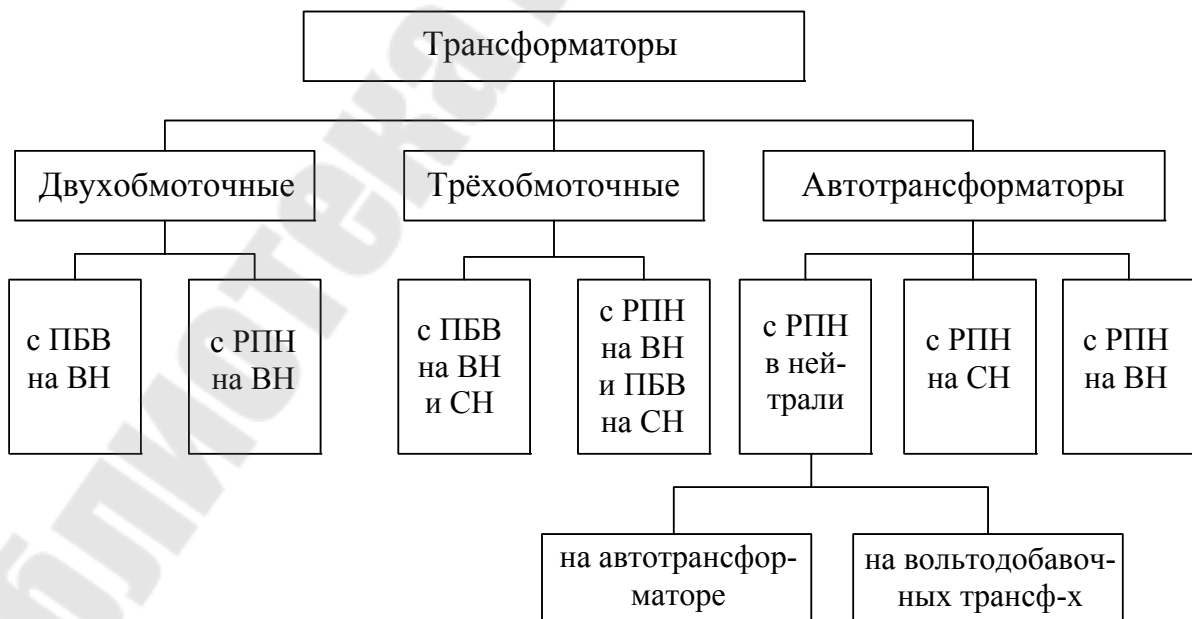 Трансформаторы
Двухобмоточные
Трёхобмоточные
Автотрансформаторы
с ПБВ
на ВН
с РПН
на ВН
с ПБВ
на ВН
и СН
с РПН
на ВН
и ПБВ
на СН
с РПН
в ней-
трали
с РПН
на СН
с РПН
на ВН
на автотрансфор-
маторе
на вольтодобавоч-
ных трансф-х